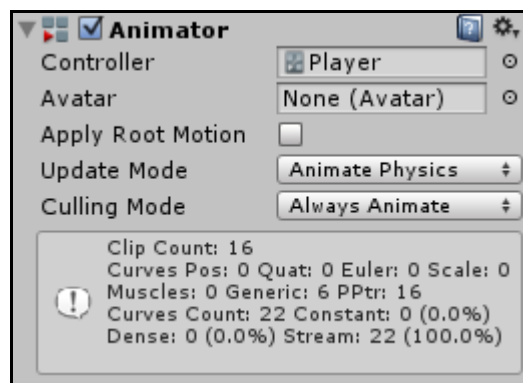 Animator
Controller Player
Avatar None (Avatar)
Apply Root Motion
Update Mode Animate Physics
Culling Mode Always Animate
Clip Count: 16
Curves Pos: 0 Quat: 0 Euler: 0 Scale: 0
Muscles: 0 Generic: 6 PPtr: 16
Curves Count: 22 Constant: 0 (0.0%)
Dense: 0 (0.0%) Stream: 22 (100.0%)